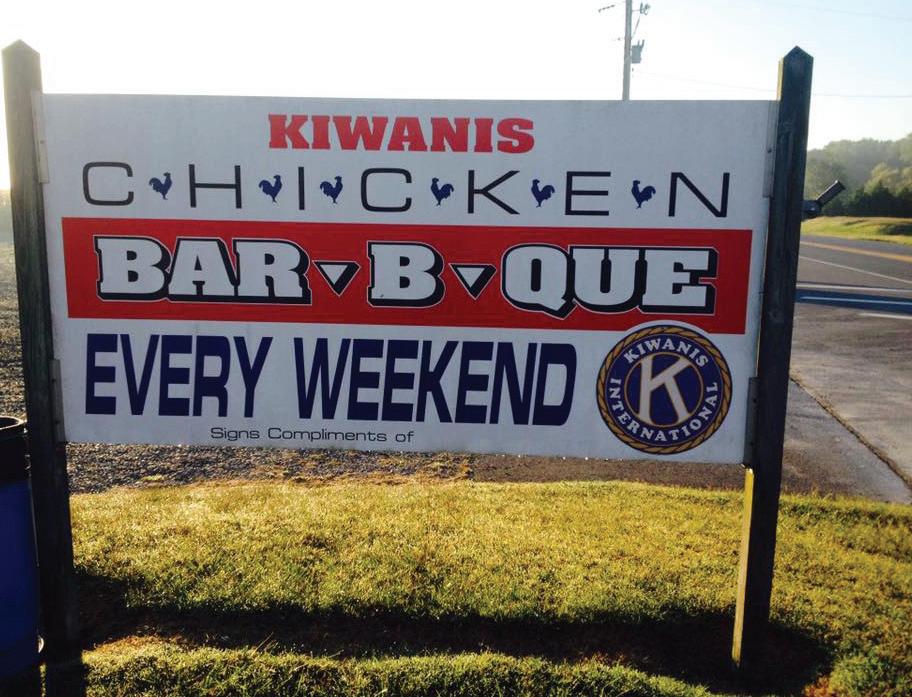 KIWANIS
CHICKEN
BAR B QUE
EVERY WEEKEND
Signs Compliments of
KIWANIS
K
INTERNATIONAL